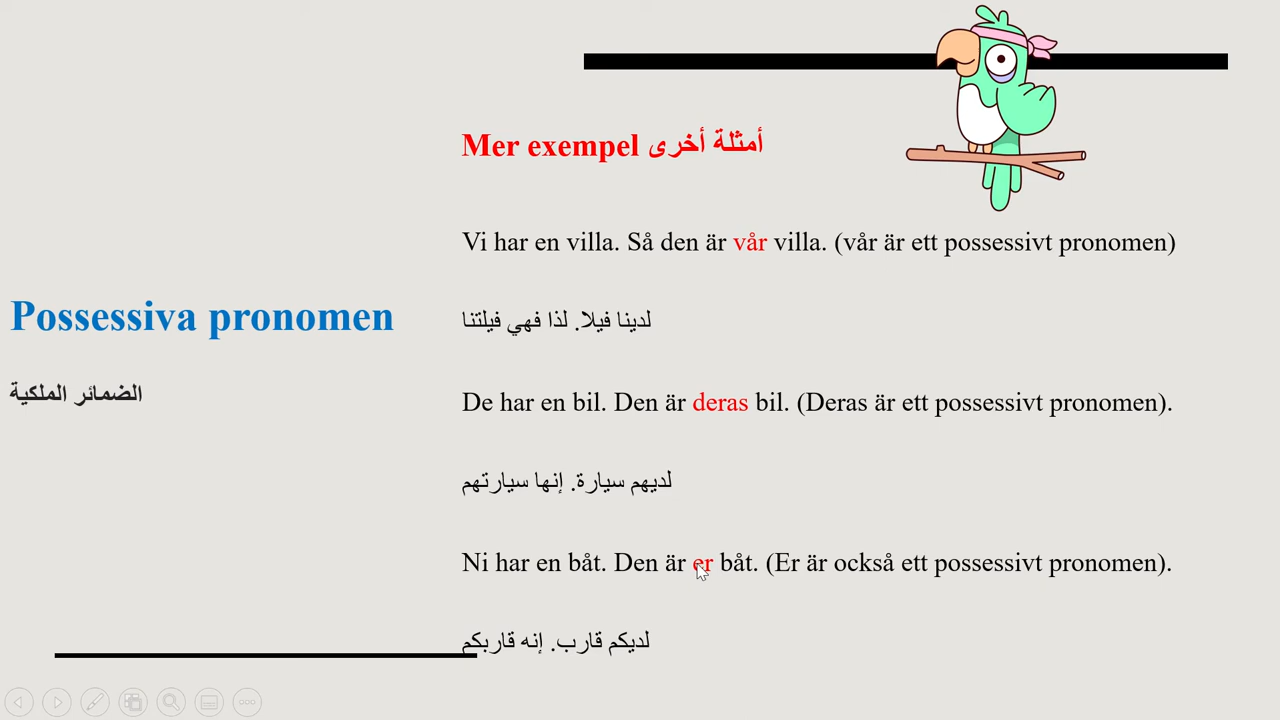 Mer exempel أمثلة أخرى
Vi har en villa. Så den är vår villa. (vår är ett possessivt pronomen)
Possessiva pronomen
لدينا فيلا. لذا فهي فيلتنا
الضمائر الملكية
De har en bil. Den är deras bil. (Deras är ett possessivt pronomen).
لديهم سيارة. إنها سيارتهم
Ni har en båt. Den är er båt. (Er är också ett possessivt pronomen).
لديكم قارب. إنه قاربكم